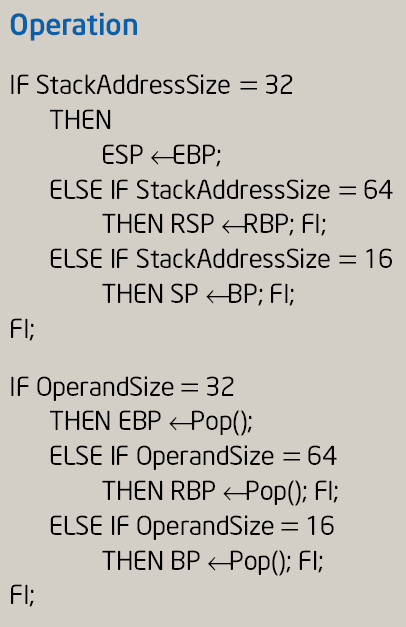 Operation
IF StackAddressSize = 32
THEN
ESP ←EBP;
ELSE IF StackAddressSize = 64
THEN RSP ←RBP; FI;
ELSE IF StackAddressSize = 16
THEN SP ←BP; FI;
FI;
IF OperandSize = 32
THEN EBP ←Pop();
ELSE IF OperandSize = 64
THEN RBP ←Pop(); FI;
ELSE IF OperandSize = 16
THEN BP ←Pop(); FI;
FI;